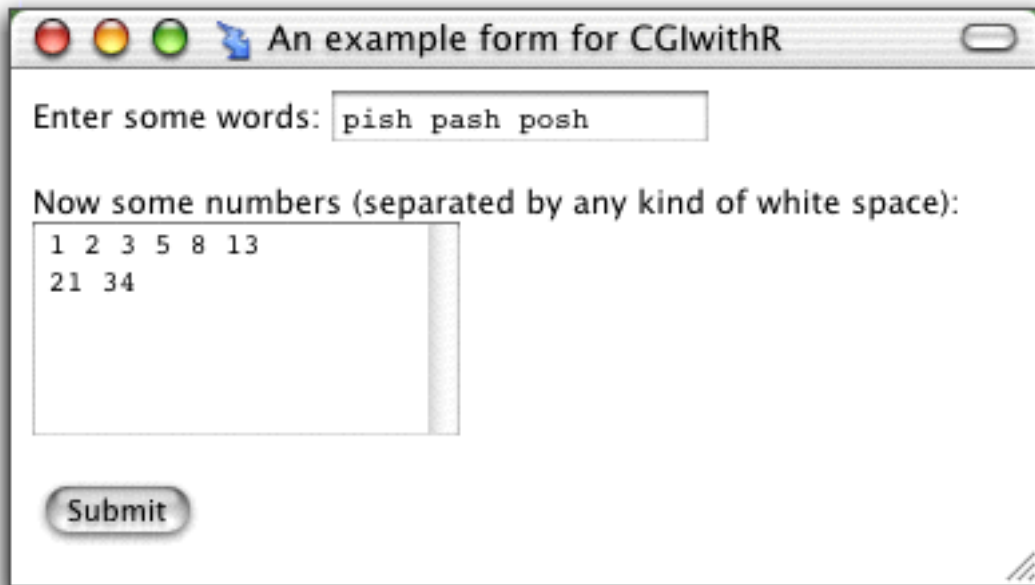 An example form for CGIwithR
Enter some words: pish pash posh
Now some numbers (separated by any kind of white space):
1 2 3 5 8 13
21 34
Submit